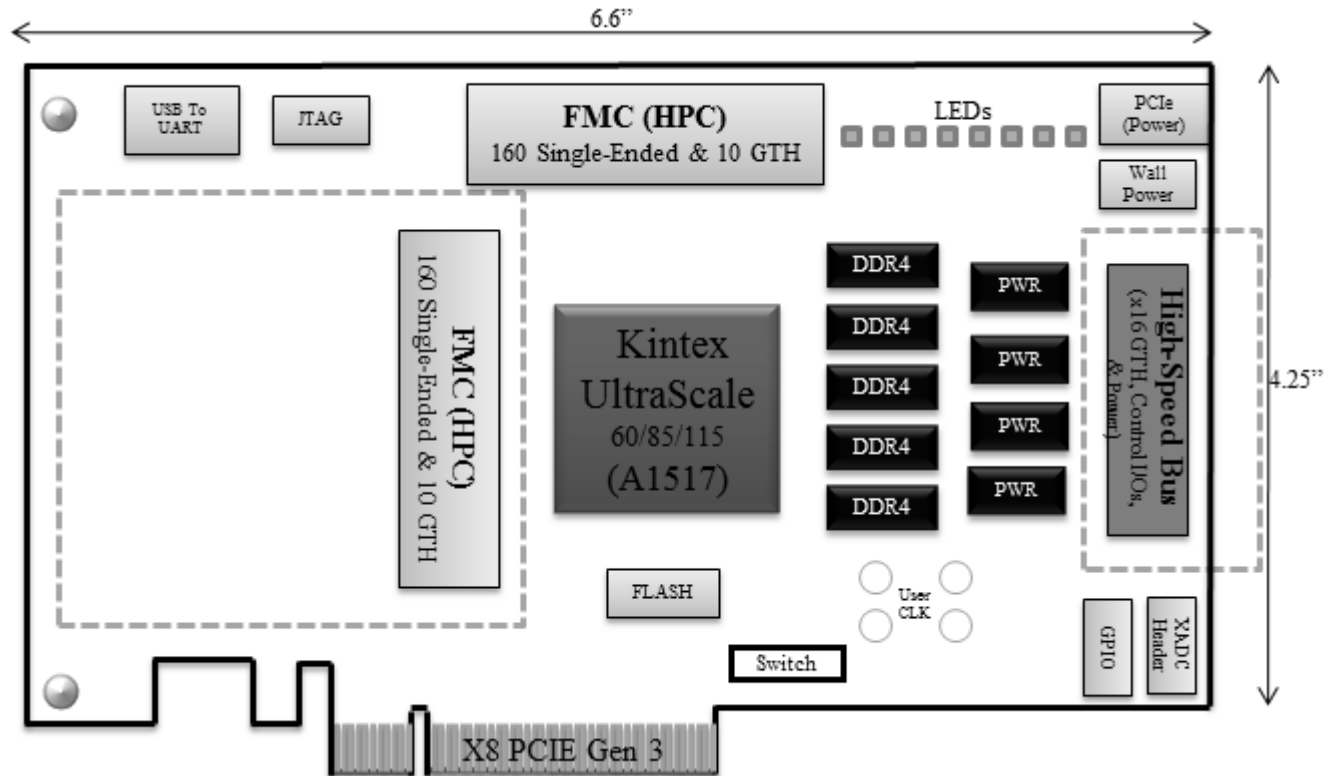 6.6”
USB To
UART
JTAG
FMC (HPC)
160 Single-Ended & 10 GTH
LEDs
PCIe
(Power)
Wall
Power
FMC (HPC)
160 Single-Ended & 10 GTH
Kintex
UltraScale
60/85/115
(A1517)
DDR4
DDR4
DDR4
DDR4
DDR4
PWR
PWR
PWR
PWR
High-Speed Bus
(x16 GTH, Control I/Os,
& Power)
4.25”
FLASH
User
CLK
Switch
GPIO
XADC
Header
X8 PCIE Gen 3